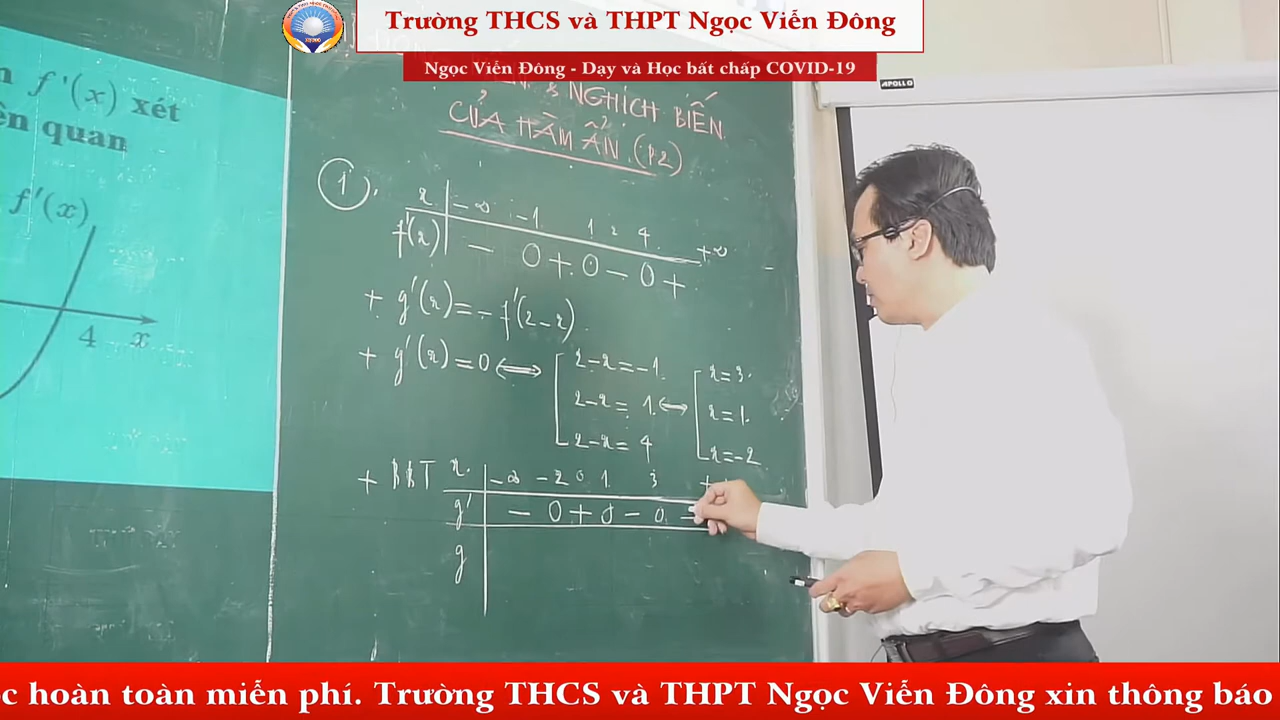 Trường THCS và THPT Ngọc Viễn Đông
Ngọc Viễn Đông - Dạy và Học bất chấp COVID-19
APOLLO
f'(x) xét
ên quan
f'(x)
4 x
& NGHỊCH BIẾN
CỦA HÀM ẨN (P2)
1).
x -∞ -1 1 2 4 +∞
f'(x) - 0 + 0 - 0 +
+ g'(x) = - f'(2-x)
+ g'(x) = 0 ⟺
2-x = -1
2-x = 1 ⟺
2-x = 4
x = 3
x = 1
x = -2
+ BBT x -∞ -2 0 1 3 +
g' - 0 + 0 - 0
g
c hoàn toàn miễn phí. Trường THCS và THPT Ngọc Viễn Đông xin thông báo